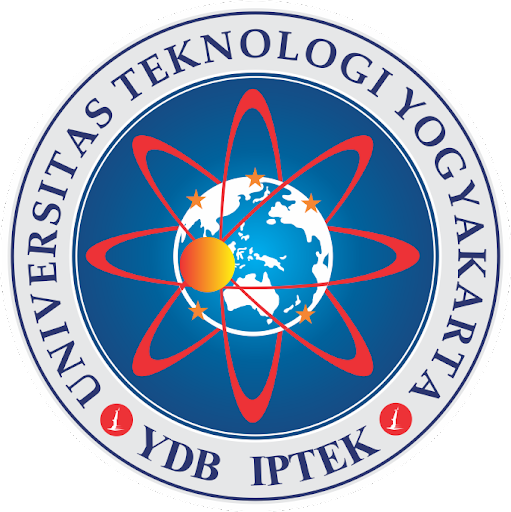 UNIVERSITAS TEKNOLOGI YOGYAKARTA
YDB IPTEK